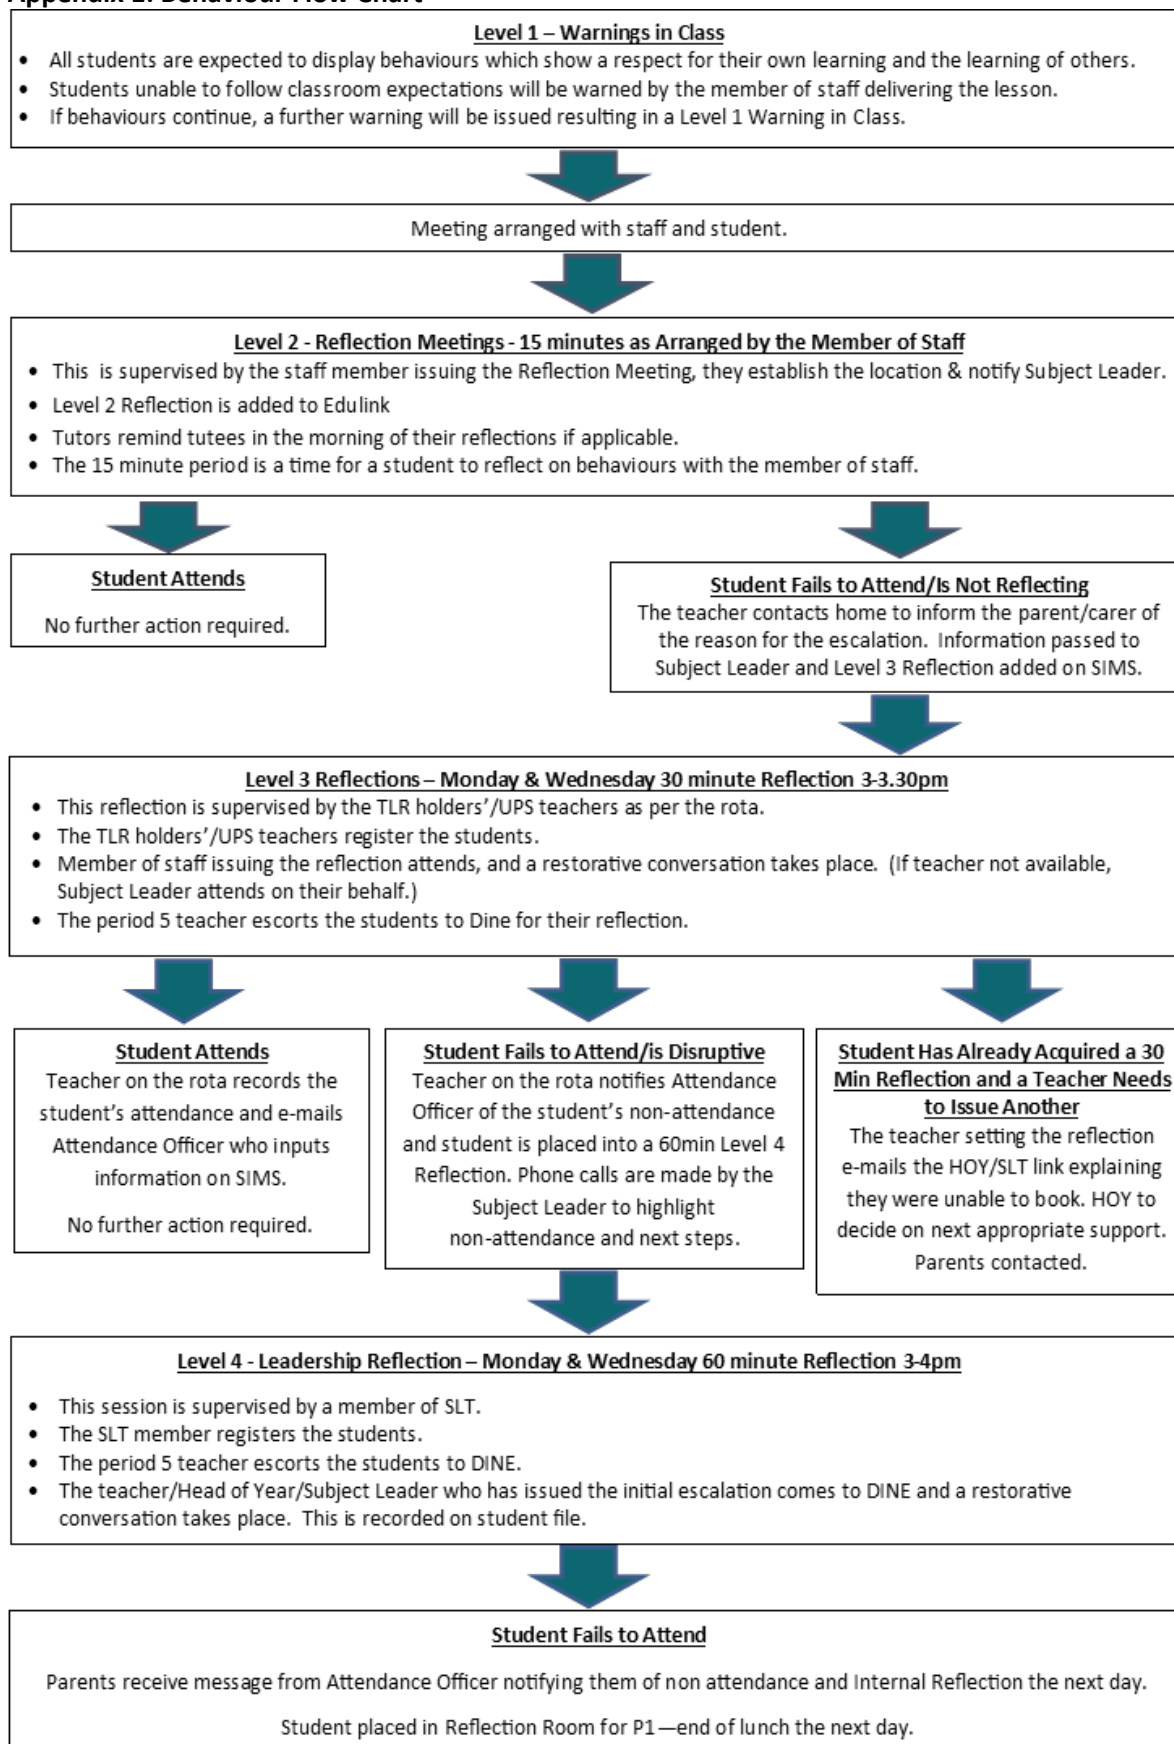 Appendix 2: Behaviour Flow Chart
Level 1 – Warnings in Class
• All students are expected to display behaviours which show a respect for their own learning and the learning of others.
• Students unable to follow classroom expectations will be warned by the member of staff delivering the lesson.
• If behaviours continue, a further warning will be issued resulting in a Level 1 Warning in Class.
Meeting arranged with staff and student.
Level 2 - Reflection Meetings - 15 minutes as Arranged by the Member of Staff
• This is supervised by the staff member issuing the Reflection Meeting, they establish the location & notify Subject Leader.
• Level 2 Reflection is added to Edulink
• Tutors remind tutees in the morning of their reflections if applicable.
• The 15 minute period is a time for a student to reflect on behaviours with the member of staff.
Student Attends
No further action required.
Student Fails to Attend/Is Not Reflecting
The teacher contacts home to inform the parent/carer of
the reason for the escalation. Information passed to
Subject Leader and Level 3 Reflection added on SIMS.
Level 3 Reflections – Monday & Wednesday 30 minute Reflection 3-3.30pm
• This reflection is supervised by the TLR holders’/UPS teachers as per the rota.
• The TLR holders’/UPS teachers register the students.
• Member of staff issuing the reflection attends, and a restorative conversation takes place. (If teacher not available,
Subject Leader attends on their behalf.)
• The period 5 teacher escorts the students to Dine for their reflection.
Student Attends
Teacher on the rota records the
student’s attendance and e-mails
Attendance Officer who inputs
information on SIMS.
No further action required.
Student Fails to Attend/is Disruptive
Teacher on the rota notifies Attendance
Officer of the student’s non-attendance
and student is placed into a 60min Level 4
Reflection. Phone calls are made by the
Subject Leader to highlight
non-attendance and next steps.
Student Has Already Acquired a 30
Min Reflection and a Teacher Needs
to Issue Another
The teacher setting the reflection
e-mails the HOY/SLT link explaining
they were unable to book. HOY to
decide on next appropriate support.
Parents contacted.
Level 4 - Leadership Reflection – Monday & Wednesday 60 minute Reflection 3-4pm
• This session is supervised by a member of SLT.
• The SLT member registers the students.
• The period 5 teacher escorts the students to DINE.
• The teacher/Head of Year/Subject Leader who has issued the initial escalation comes to DINE and a restorative
conversation takes place. This is recorded on student file.
Student Fails to Attend
Parents receive message from Attendance Officer notifying them of non attendance and Internal Reflection the next day.
Student placed in Reflection Room for P1—end of lunch the next day.